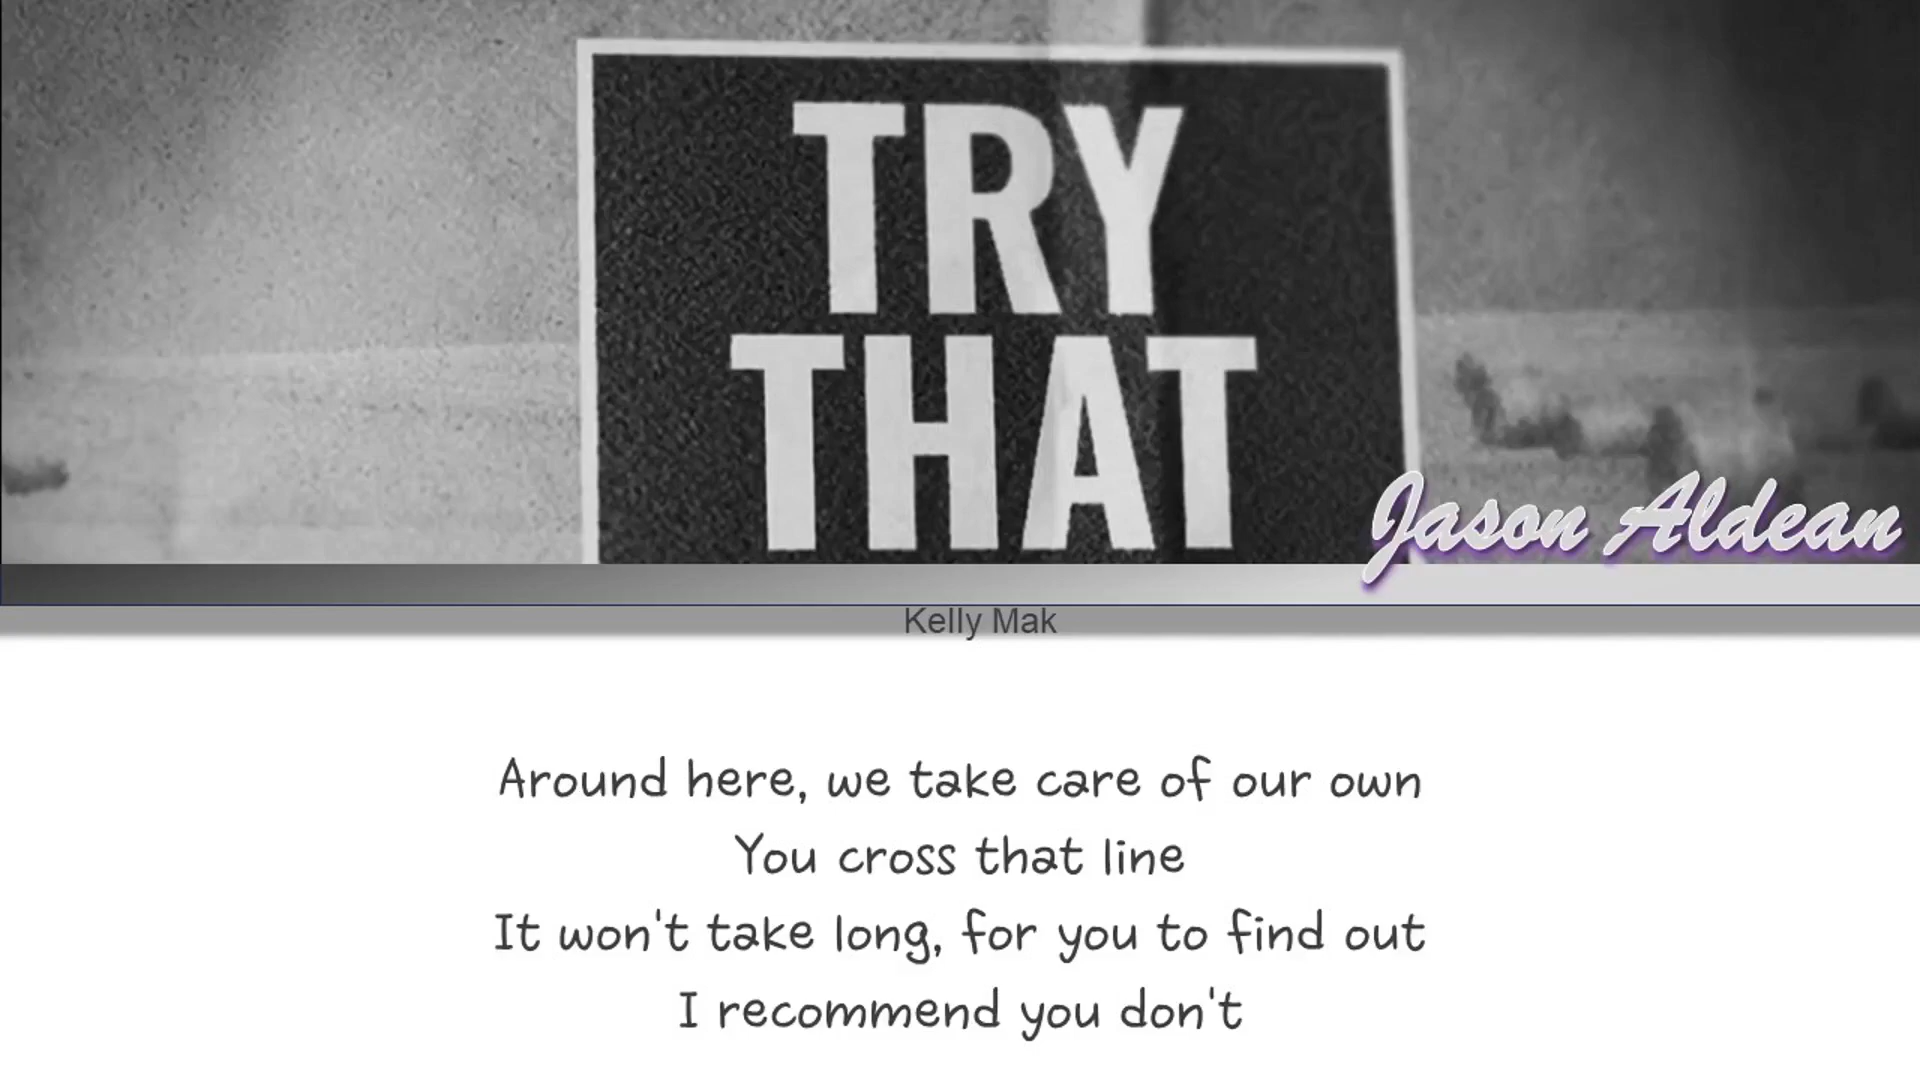 TRY
THAT
Jason Aldean
Kelly Mak
Around here, we take care of our own
You cross that line
It won't take long, for you to find out
I recommend you don't